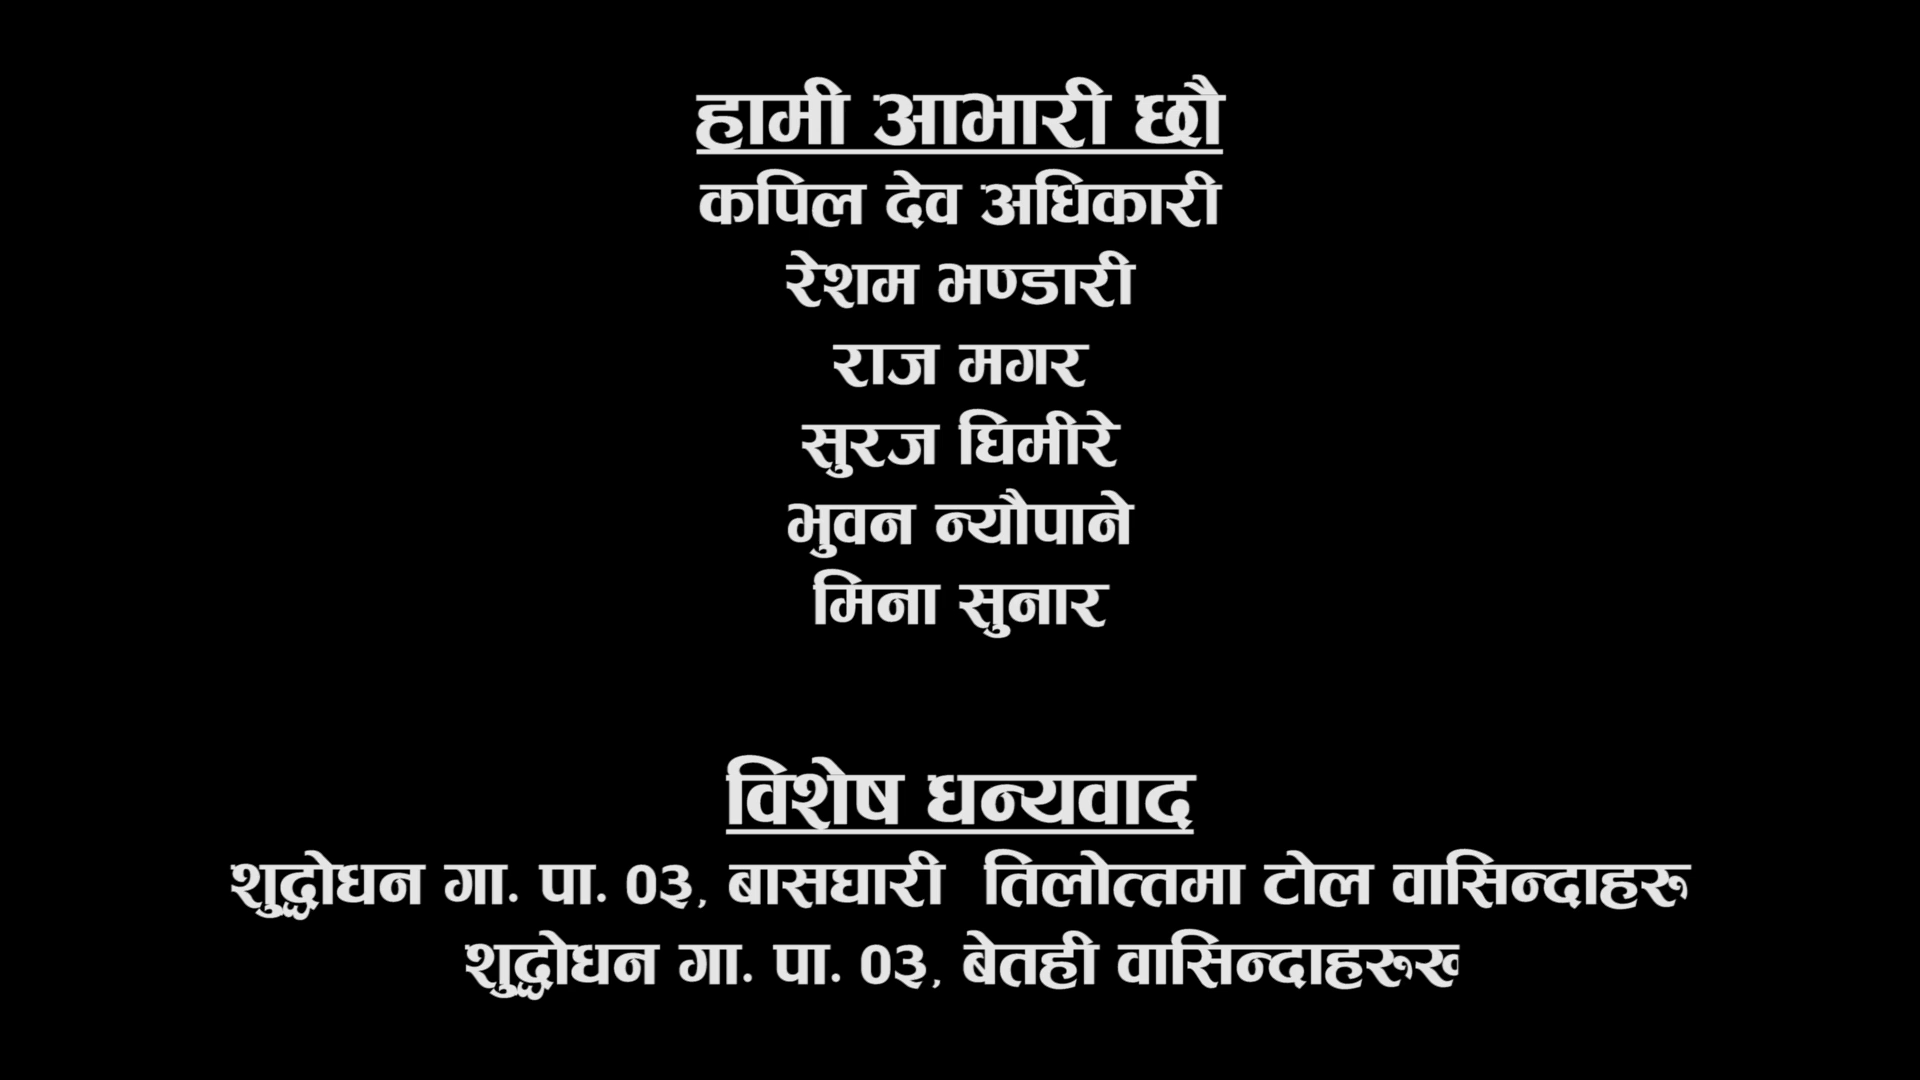 हामी आभारी छौ
कपिल देव अधिकारी
रेशम भण्डारी
राज मगर
सुरज घिमीरे
भुवन न्यौपाने
मिना सुनार
विशेष धन्यवाद
शुद्धोधन गा. पा. ०३, बासघारी तिलोत्तमा टोल वासिन्दाहरु
शुद्धोधन गा. पा. ०३, बेतही वासिन्दाहरुख